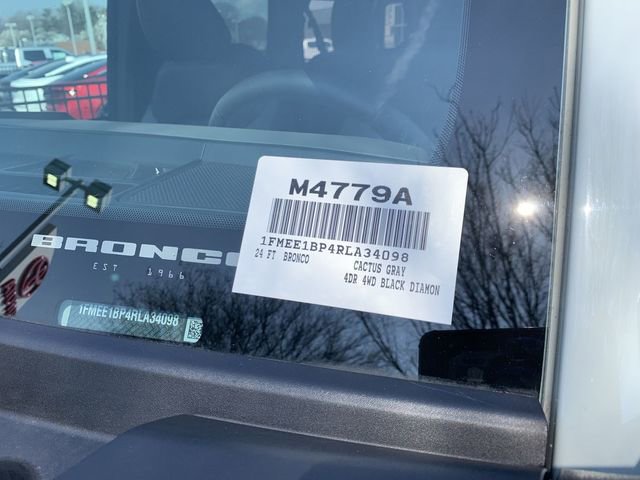 M4779A
1FMEE1BP4RLA34098
24 FT BRONCO CACTUS GRAY
4DR 4WD BLACK DIAMON
BRONCO
EST 1966
1FMEE1BP4RLA34098